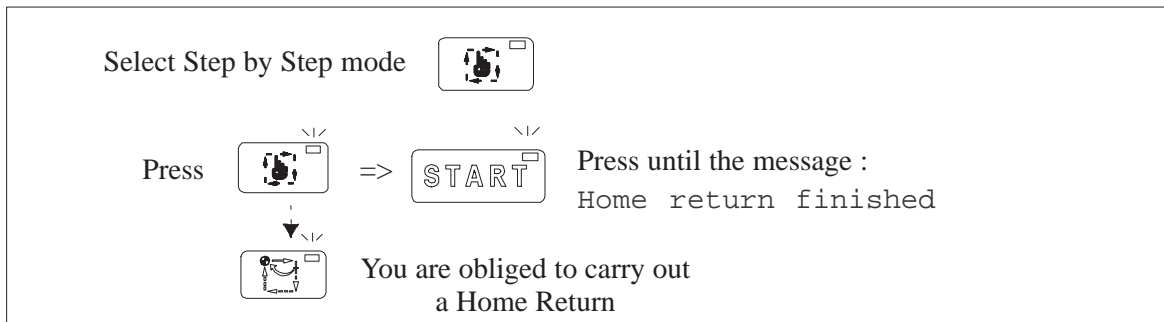 Select Step by Step mode
Press => START Press until the message :
Home return finished
You are obliged to carry out
a Home Return